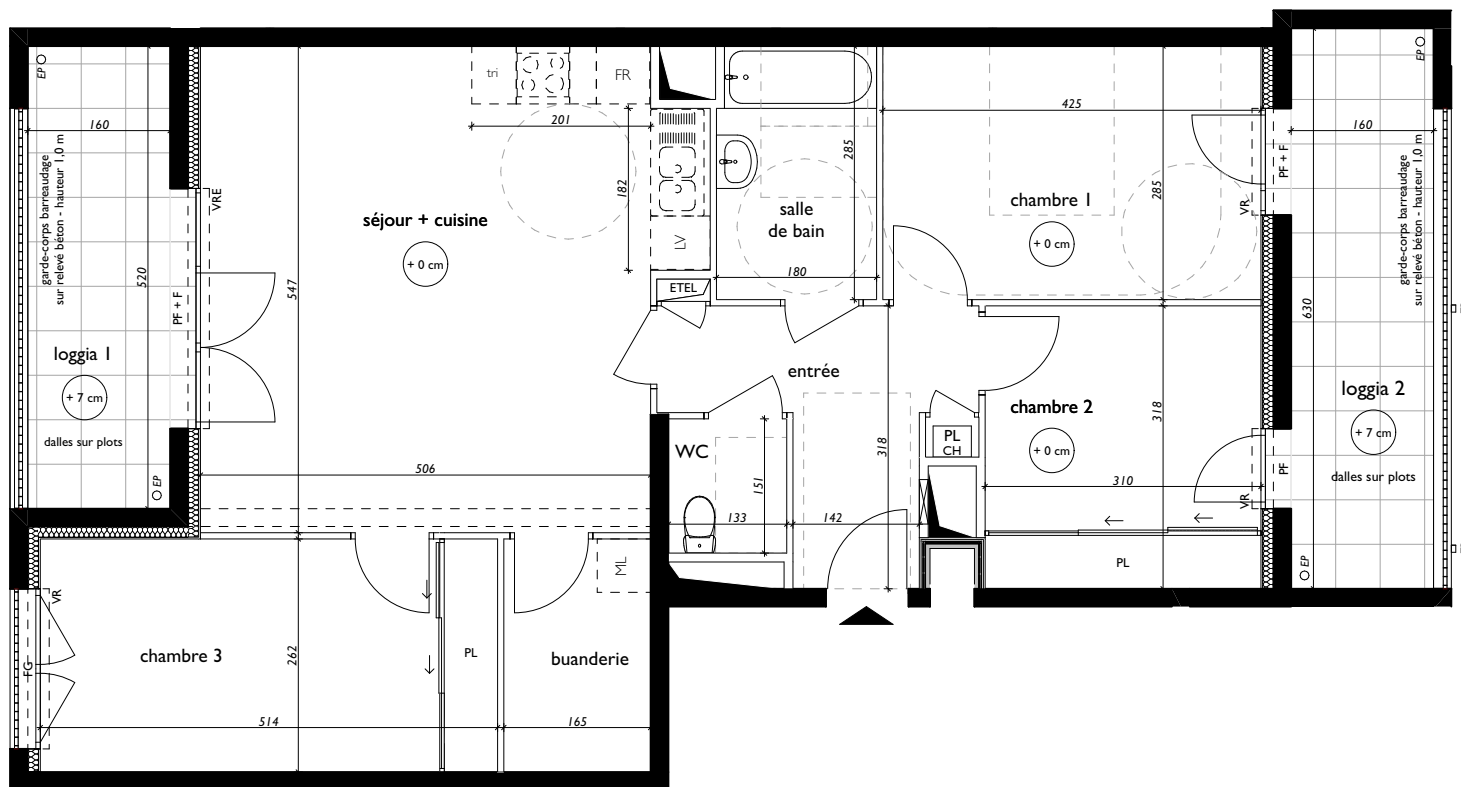 EP
160
garde-corps barreaudage
sur relevé béton - hauteur 1,0 m
520
PF + F
VRE
loggia 1
+ 7 cm
dalles sur plots
EP
séjour + cuisine
+ 0 cm
547
506
tri
FR
201
182
LV
ETEL
salle
de bain
180
285
425
chambre 1
+ 0 cm
285
PF + F
VR
EP
160
garde-corps barreaudage
sur relevé béton - hauteur 1,0 m
630
loggia 2
+ 7 cm
dalles sur plots
EP
entrée
WC
151
133
142
318
PL
CH
chambre 2
+ 0 cm
318
310
PF
VR
PL
VR
FG
chambre 3
262
514
PL
buanderie
165
ML